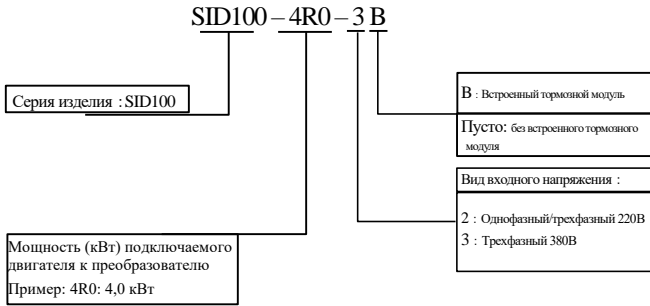 SID100 – 4R0 – 3 B
Серия изделия : SID100
В : Встроенный тормозной модуль
Пусто: без встроенного тормозного
модуля
Вид входного напряжения :
2 : Однофазный/трехфазный 220В
3 : Трехфазный 380В
Мощность (кВт) подключаемого
двигателя к преобразователю
Пример: 4R0: 4,0 кВт